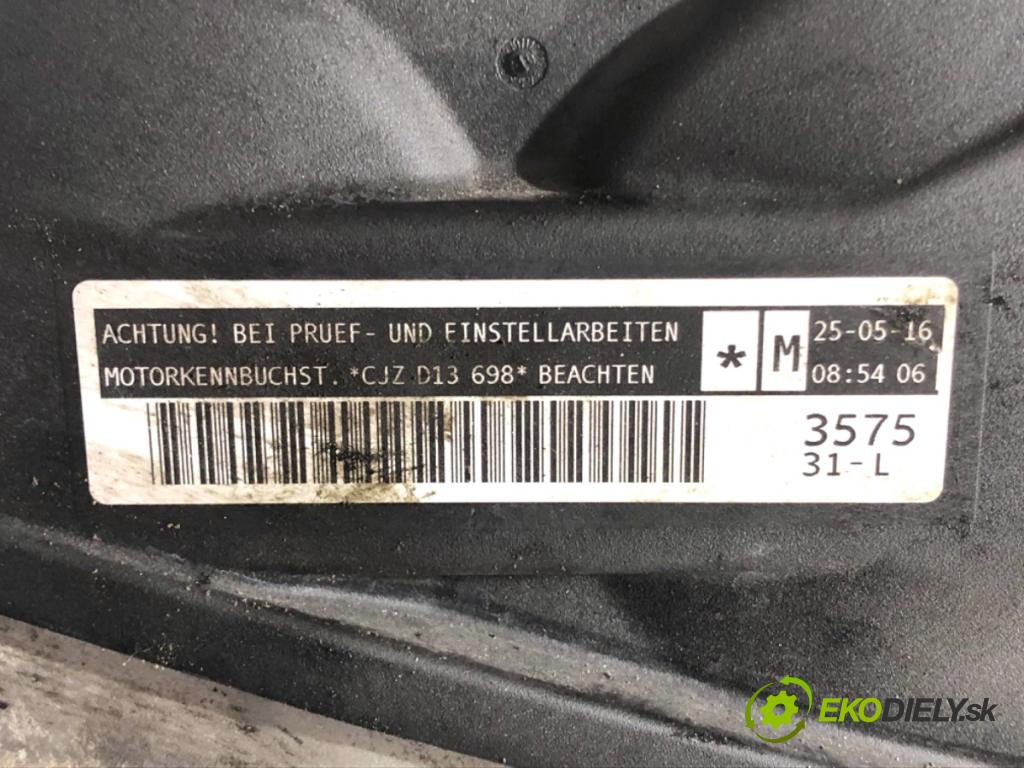 ACHTUNG! BEI PRUEF- UND EINSTELLARBEITEN
MOTORKENNBUCHST. *CJZ D13 698* BEACHTEN
* M
25-05-16
08:54 06
3575
31-L
EKODIELY.sk